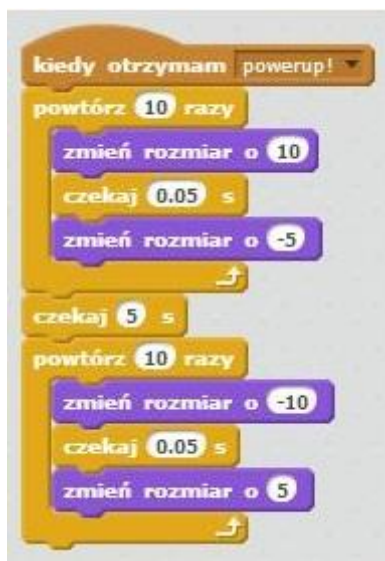 kiedy otrzymam powerup!
powtórz 10 razy
zmień rozmiar o 10
czekaj 0.05 s
zmień rozmiar o -5
czekaj 5 s
powtórz 10 razy
zmień rozmiar o -10
czekaj 0.05 s
zmień rozmiar o 5